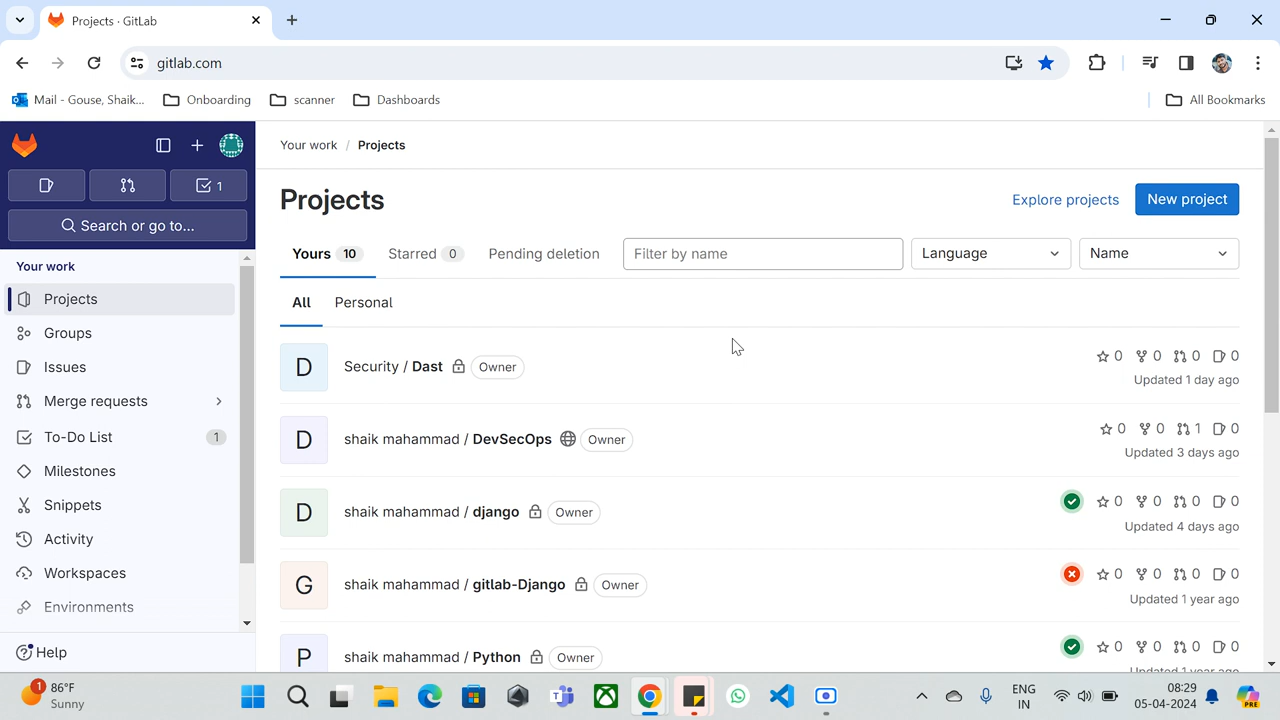 Projects · GitLab
gitlab.com
Mail - Gouse, Shaik...
Onboarding
scanner
Dashboards
All Bookmarks
1
Search or go to...
Your work
Projects
Groups
Issues
Merge requests
To-Do List 1
Milestones
Snippets
Activity
Workspaces
Environments
Help
Your work / Projects
Projects
Explore projects
New project
Yours 10
Starred 0
Pending deletion
Filter by name
Language
Name
All
Personal
D
Security / Dast
Owner
0 0 0 0
Updated 1 day ago
D
shaik mahammad / DevSecOps
Owner
0 0 1 0
Updated 3 days ago
D
shaik mahammad / django
Owner
0 0 0 0
Updated 4 days ago
G
shaik mahammad / gitlab-Django
Owner
0 0 0 0
Updated 1 year ago
P
shaik mahammad / Python
Owner
0 0 0 0
Updated 1 year ago
1
86°F
Sunny
ENG
IN
08:29
05-04-2024
PRE